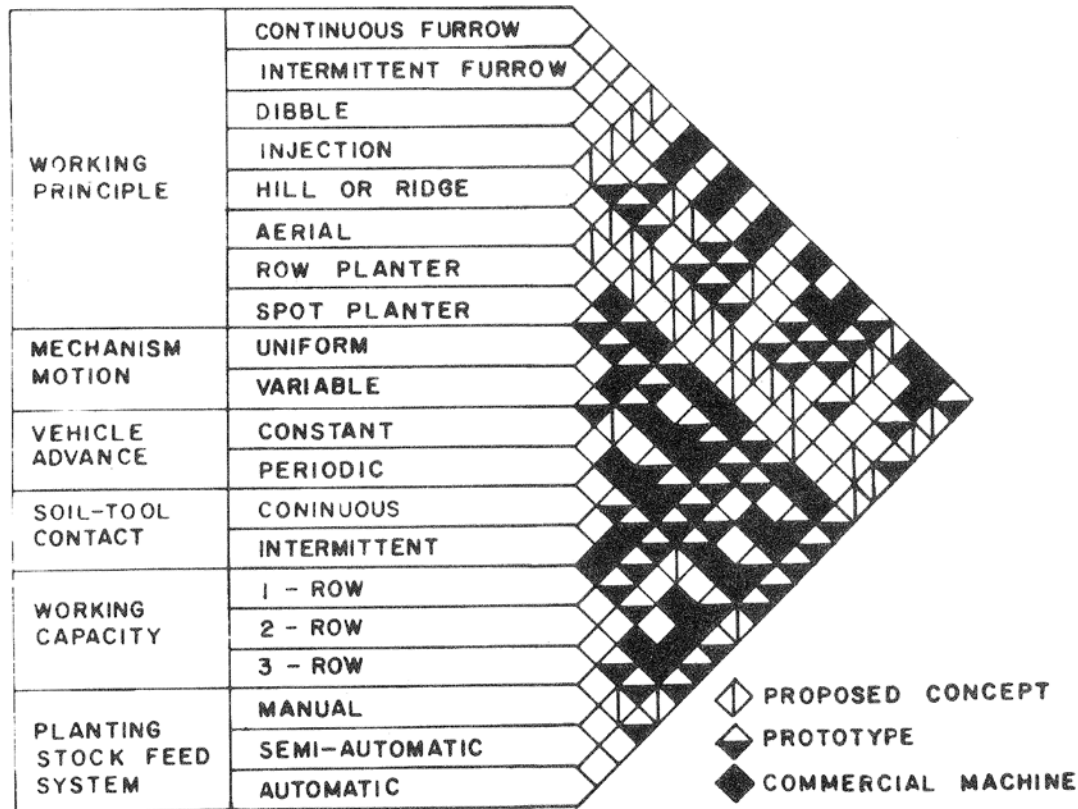 CONTINUOUS FURROW
INTERMITTENT FURROW
DIBBLE
INJECTION
WORKING
PRINCIPLE
HILL OR RIDGE
AERIAL
ROW PLANTER
SPOT PLANTER
MECHANISM
MOTION
UNIFORM
VARIABLE
VEHICLE
ADVANCE
CONSTANT
PERIODIC
SOIL-TOOL
CONTACT
CONINUOUS
INTERMITTENT
WORKING
CAPACITY
1 - ROW
2 - ROW
3 - ROW
PLANTING
STOCK FEED
SYSTEM
MANUAL
SEMI-AUTOMATIC
AUTOMATIC
PROPOSED CONCEPT
PROTOTYPE
COMMERCIAL MACHINE